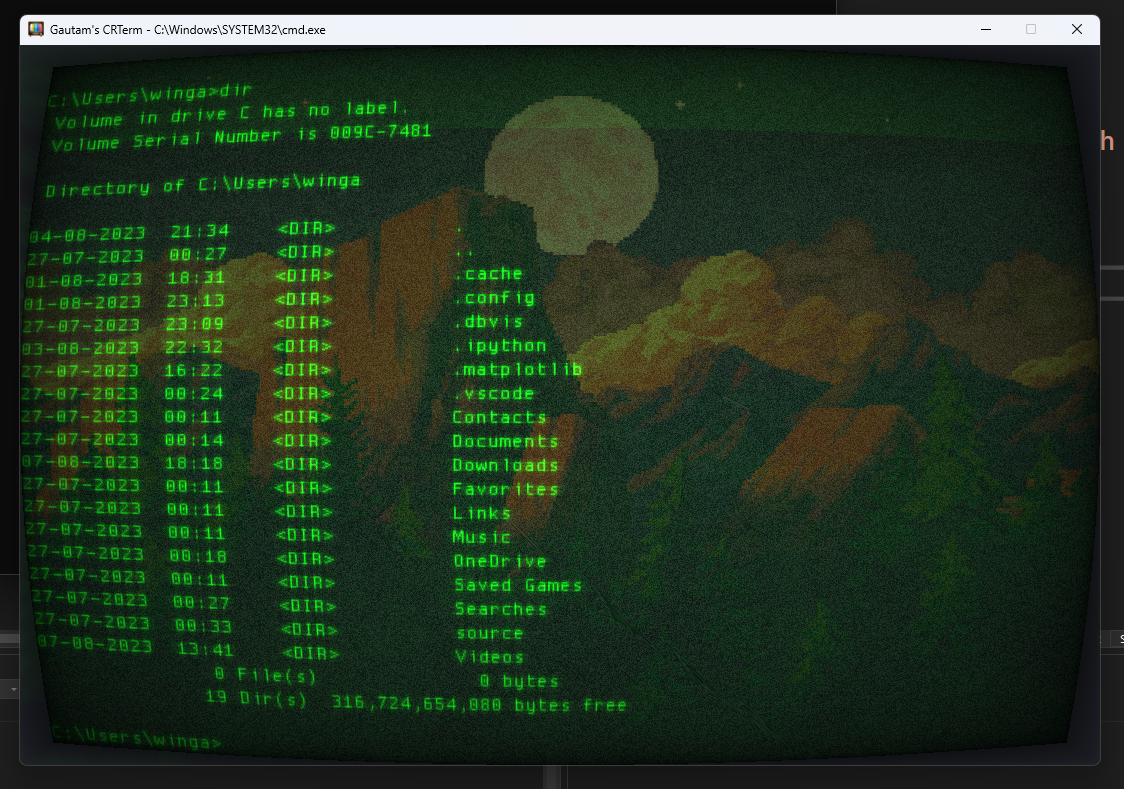 Gautam's CRTerm - C:\Windows\SYSTEM32\cmd.exe
C:\Users\winga>dir
Volume in drive C has no label.
Volume Serial Number is 009C-7481
Directory of C:\Users\winga
04-08-2023 21:34 <DIR> .
27-07-2023 00:27 <DIR> ..
01-08-2023 18:31 <DIR> .cache
01-08-2023 23:13 <DIR> .config
27-07-2023 23:09 <DIR> .dbvis
03-08-2023 22:32 <DIR> .ipython
27-07-2023 16:22 <DIR> .matplotlib
27-07-2023 00:24 <DIR> .vscode
27-07-2023 00:11 <DIR> Contacts
27-07-2023 00:14 <DIR> Documents
07-08-2023 18:18 <DIR> Downloads
27-07-2023 00:11 <DIR> Favorites
27-07-2023 00:11 <DIR> Links
27-07-2023 00:11 <DIR> Music
27-07-2023 00:18 <DIR> OneDrive
27-07-2023 00:11 <DIR> Saved Games
27-07-2023 00:27 <DIR> Searches
27-07-2023 00:33 <DIR> source
07-08-2023 13:41 <DIR> Videos
0 File(s) 0 bytes
19 Dir(s) 316,724,654,080 bytes free
C:\Users\winga>
h